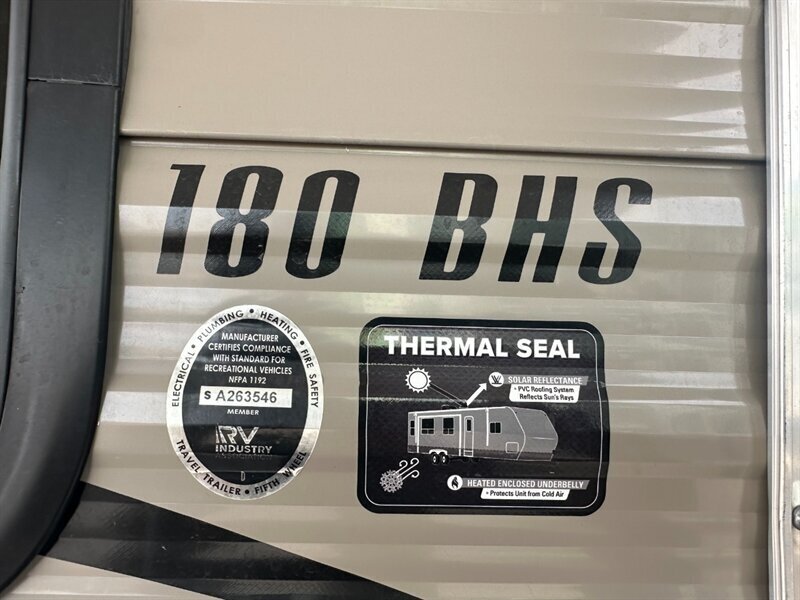 180 BHS
ELECTRICAL • PLUMBING • HEATING • FIRE SAFETY
MANUFACTURER
CERTIFIES COMPLIANCE
WITH STANDARD FOR
RECREATIONAL VEHICLES
NFPA 1192
S A263546
MEMBER
RV
INDUSTRY
ASSOCIATION
D
TRAVEL TRAILER • FIFTH WHEEL
THERMAL SEAL
SOLAR REFLECTANCE
- PVC Roofing System
Reflects Sun's Rays
HEATED ENCLOSED UNDERBELLY
- Protects Unit from Cold Air